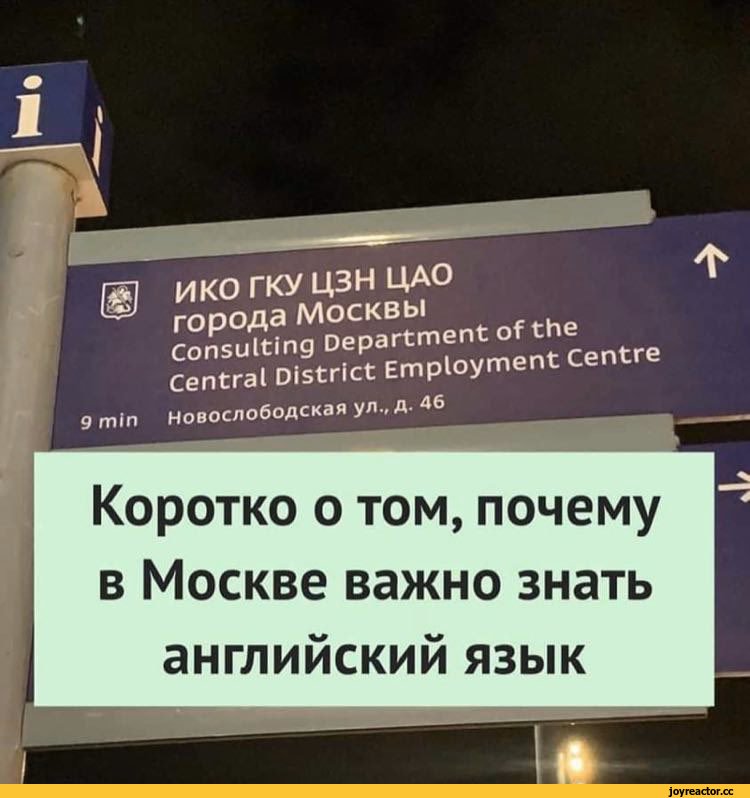 i
i
ИКО ГКУ ЦЗН ЦАО
города Москвы
Consulting Department of the
Central District Employment Centre
9 min Новослободская ул., д. 46
Коротко о том, почему
в Москве важно знать
английский язык
joyreactor.cc